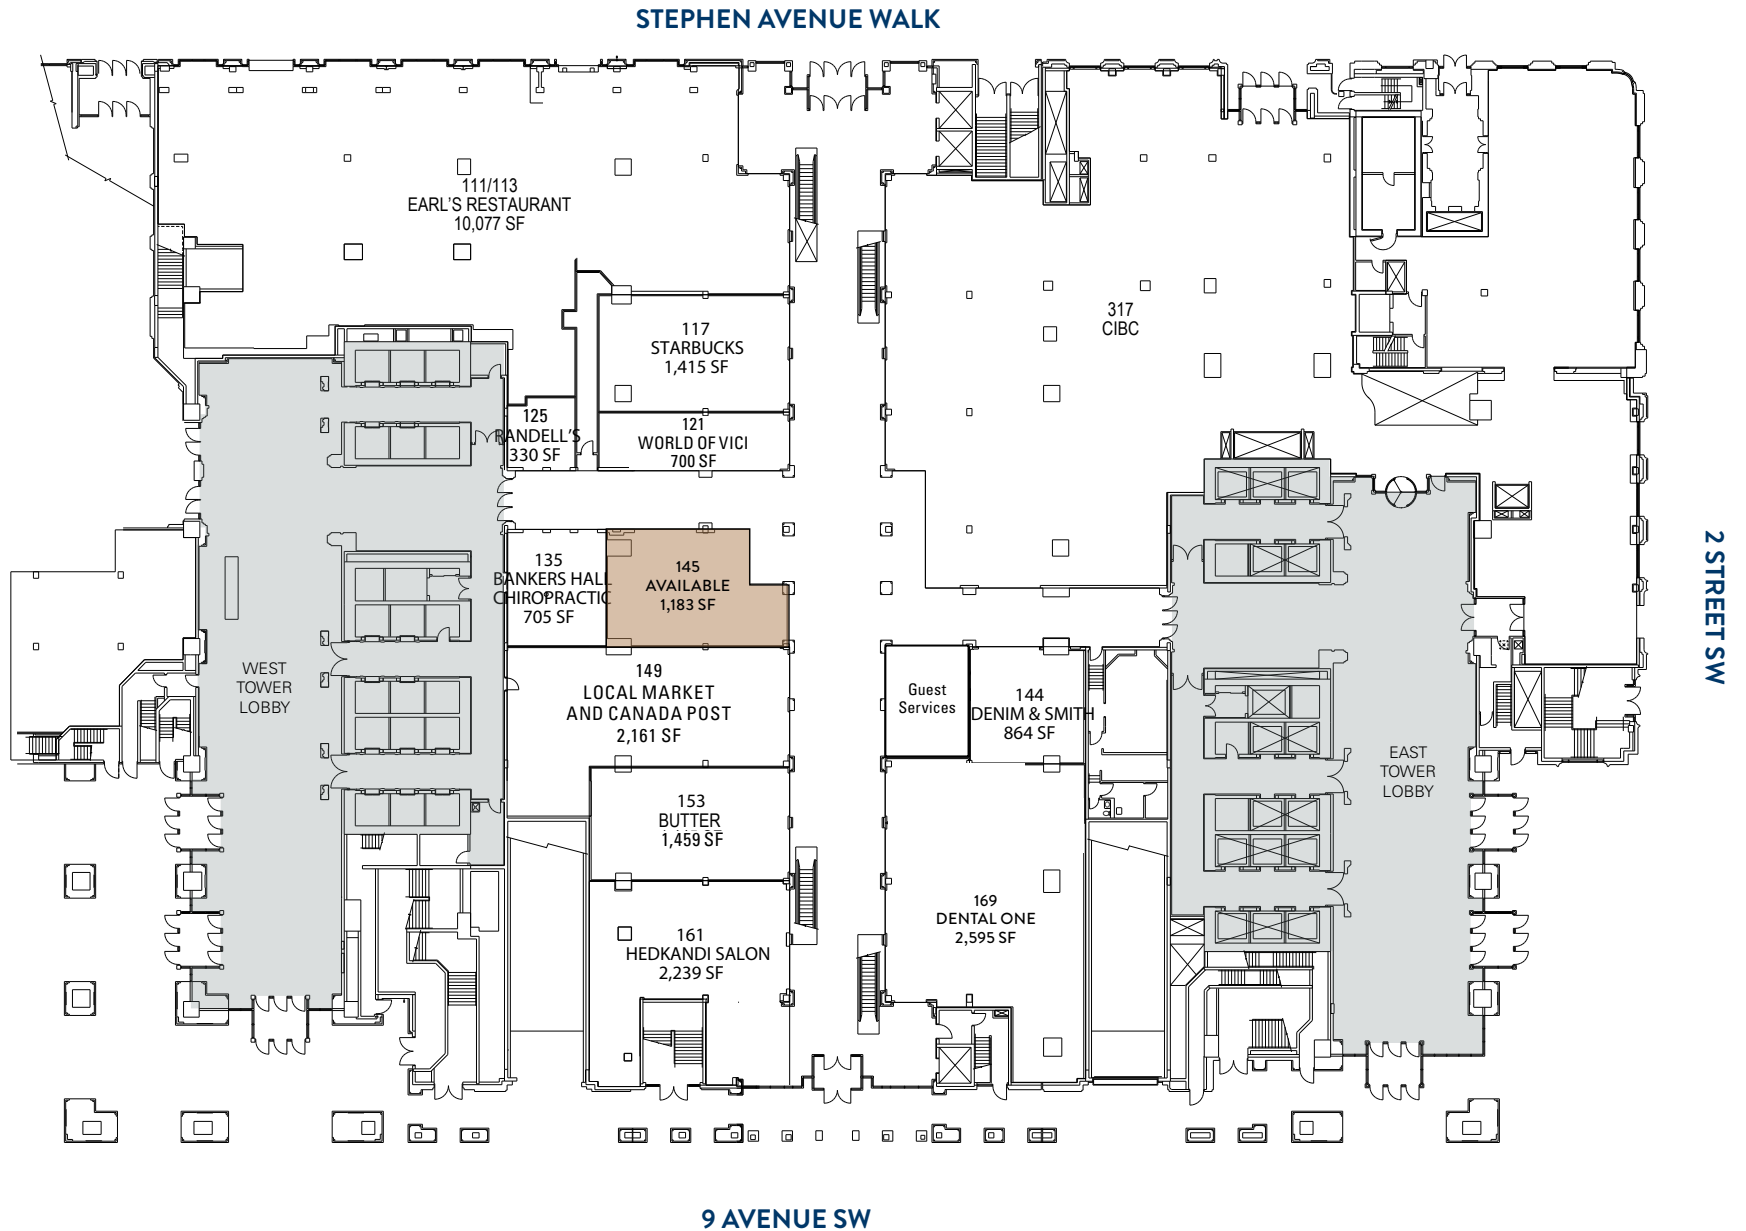 STEPHEN AVENUE WALK
111/113
EARL'S RESTAURANT
10,077 SF
317
CIBC
117
STARBUCKS
1,415 SF
125
RANDELL'S
330 SF
121
WORLD OF VICI
700 SF
135
BANKERS HALL
CHIROPRACTIC
705 SF
145
AVAILABLE
1,183 SF
2 STREET SW
WEST
TOWER
LOBBY
149
LOCAL MARKET
AND CANADA POST
2,161 SF
Guest
Services
144
DENIM & SMITH
864 SF
EAST
TOWER
LOBBY
153
BUTTER
1,459 SF
169
DENTAL ONE
2,595 SF
161
HEDKANDI SALON
2,239 SF
9 AVENUE SW